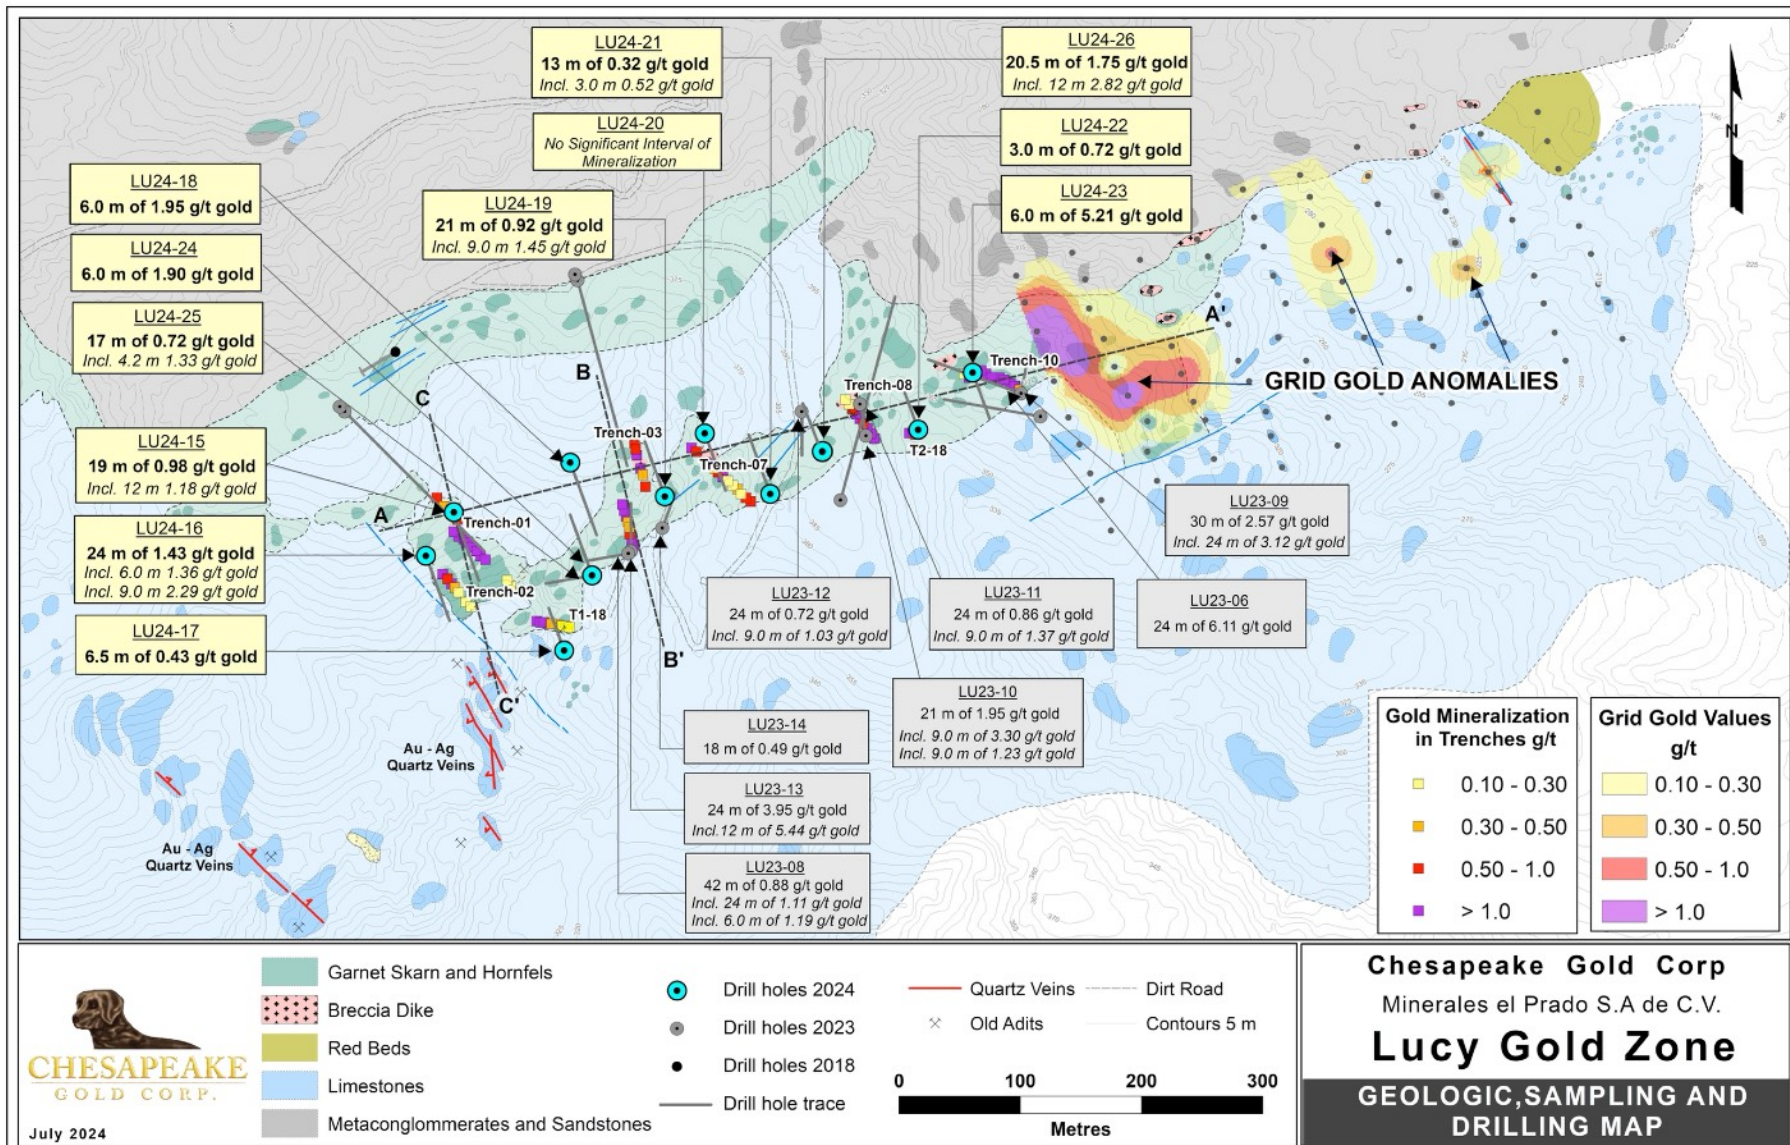 LU24-21
13 m of 0.32 g/t gold
Incl. 3.0 m 0.52 g/t gold
LU24-20
No Significant Interval of
Mineralization
LU24-26
20.5 m of 1.75 g/t gold
Incl. 12 m 2.82 g/t gold
LU24-22
3.0 m of 0.72 g/t gold
LU24-23
6.0 m of 5.21 g/t gold
LU24-18
6.0 m of 1.95 g/t gold
LU24-24
6.0 m of 1.90 g/t gold
LU24-25
17 m of 0.72 g/t gold
Incl. 4.2 m 1.33 g/t gold
LU24-19
21 m of 0.92 g/t gold
Incl. 9.0 m 1.45 g/t gold
LU24-15
19 m of 0.98 g/t gold
Incl. 12 m 1.18 g/t gold
LU24-16
24 m of 1.43 g/t gold
Incl. 6.0 m 1.36 g/t gold
Incl. 9.0 m 2.29 g/t gold
LU24-17
6.5 m of 0.43 g/t gold
N
A
A'
B
B'
C
C'
Trench-01
Trench-02
Trench-03
Trench-07
Trench-08
Trench-10
T1-18
T2-18
GRID GOLD ANOMALIES
LU23-09
30 m of 2.57 g/t gold
Incl. 24 m of 3.12 g/t gold
LU23-12
24 m of 0.72 g/t gold
Incl. 9.0 m of 1.03 g/t gold
LU23-11
24 m of 0.86 g/t gold
Incl. 9.0 m of 1.37 g/t gold
LU23-06
24 m of 6.11 g/t gold
LU23-10
21 m of 1.95 g/t gold
Incl. 9.0 m of 3.30 g/t gold
Incl. 9.0 m of 1.23 g/t gold
LU23-14
18 m of 0.49 g/t gold
LU23-13
24 m of 3.95 g/t gold
Incl.12 m of 5.44 g/t gold
LU23-08
42 m of 0.88 g/t gold
Incl. 24 m of 1.11 g/t gold
Incl. 6.0 m of 1.19 g/t gold
Au - Ag
Quartz Veins
Au - Ag
Quartz Veins
Gold Mineralization
in Trenches g/t
0.10 - 0.30
0.30 - 0.50
0.50 - 1.0
> 1.0
Grid Gold Values
g/t
0.10 - 0.30
0.30 - 0.50
0.50 - 1.0
> 1.0
CHESAPEAKE
GOLD CORP.
July 2024
Garnet Skarn and Hornfels
Breccia Dike
Red Beds
Limestones
Metaconglommerates and Sandstones
Drill holes 2024
Drill holes 2023
Drill holes 2018
Drill hole trace
Quartz Veins
Old Adits
Dirt Road
Contours 5 m
0 100 200 300
Metres
Chesapeake Gold Corp
Minerales el Prado S.A de C.V.
Lucy Gold Zone
GEOLOGIC,SAMPLING AND
DRILLING MAP